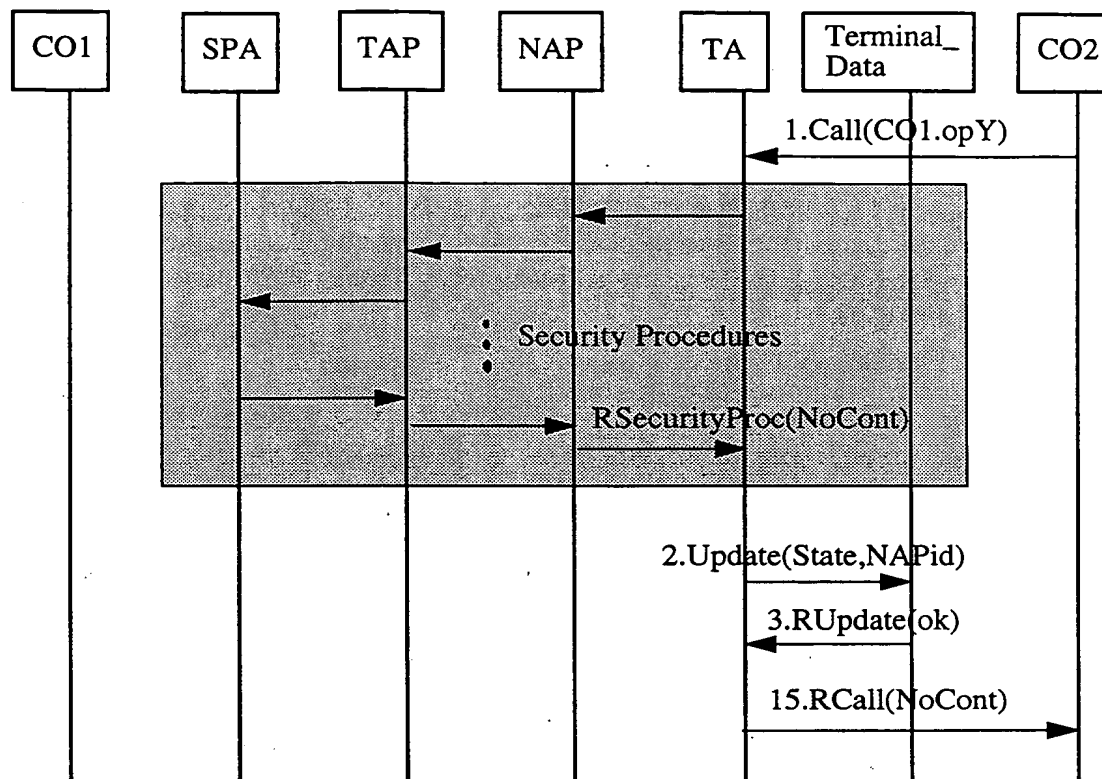 CO1
SPA
TAP
NAP
TA
Terminal_
Data
CO2
1.Call(CO1.opY)
Security Procedures
RSecurityProc(NoCont)
2.Update(State,NAPid)
3.RUpdate(ok)
15.RCall(NoCont)